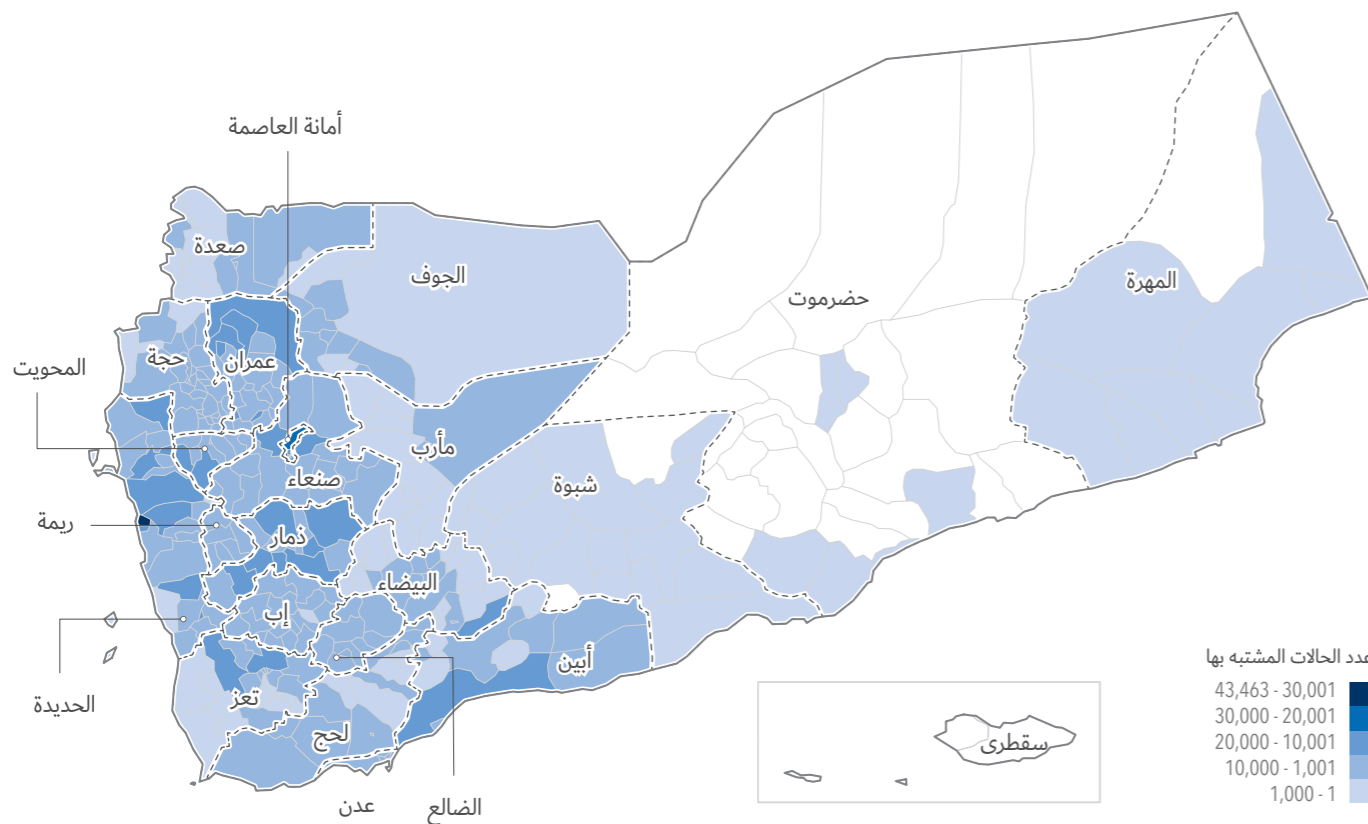 أمانة العاصمة
صعدة
الجوف
المهرة
حضرموت
حجة
عمران
المحويت
مأرب
صنعاء
شبوة
ريمة
ذمار
البيضاء
إب
أبين
تعز
الحديدة
لحج
عدن
الضالع
سقطرى
عدد الحالات المشتبه بها
43,463 - 30,001
30,000 - 20,001
20,000 - 10,001
10,000 - 1,001
1,000 - 1